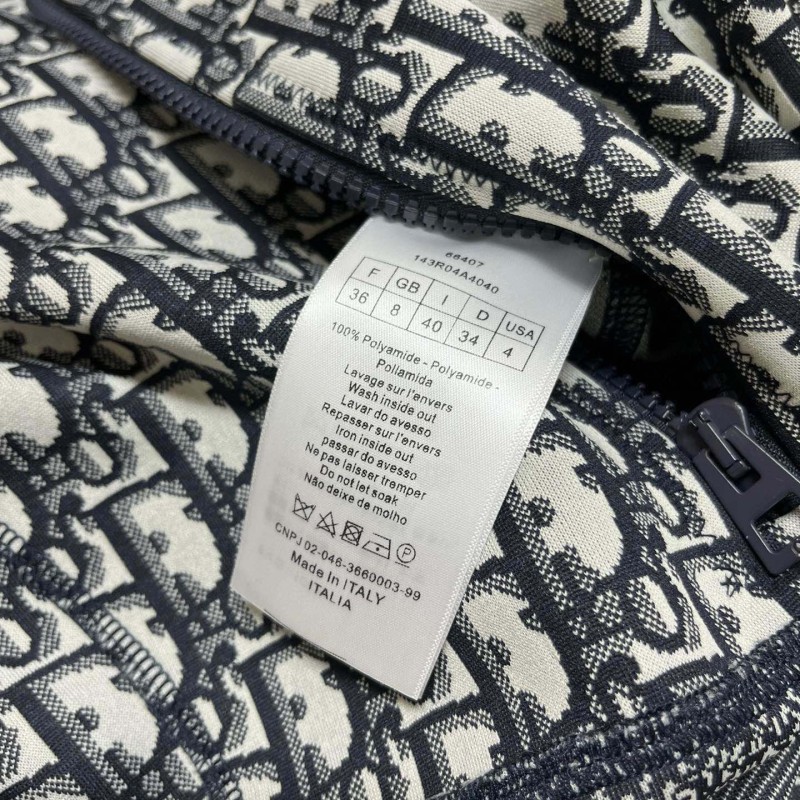 66407
143R04A4040
F GB I D USA
36 8 40 34 4
100% Polyamide - Polyamide -
Poliamida
Lavage sur l'envers
Wash inside out
Lavar do avesso
Repasser sur l'envers
Iron inside out
passar do avesso
Ne pas laisser tremper
Do not let soak
Não deixe de molho
P
CNPJ 02-046-3660003-99
Made In ITALY
ITALIA